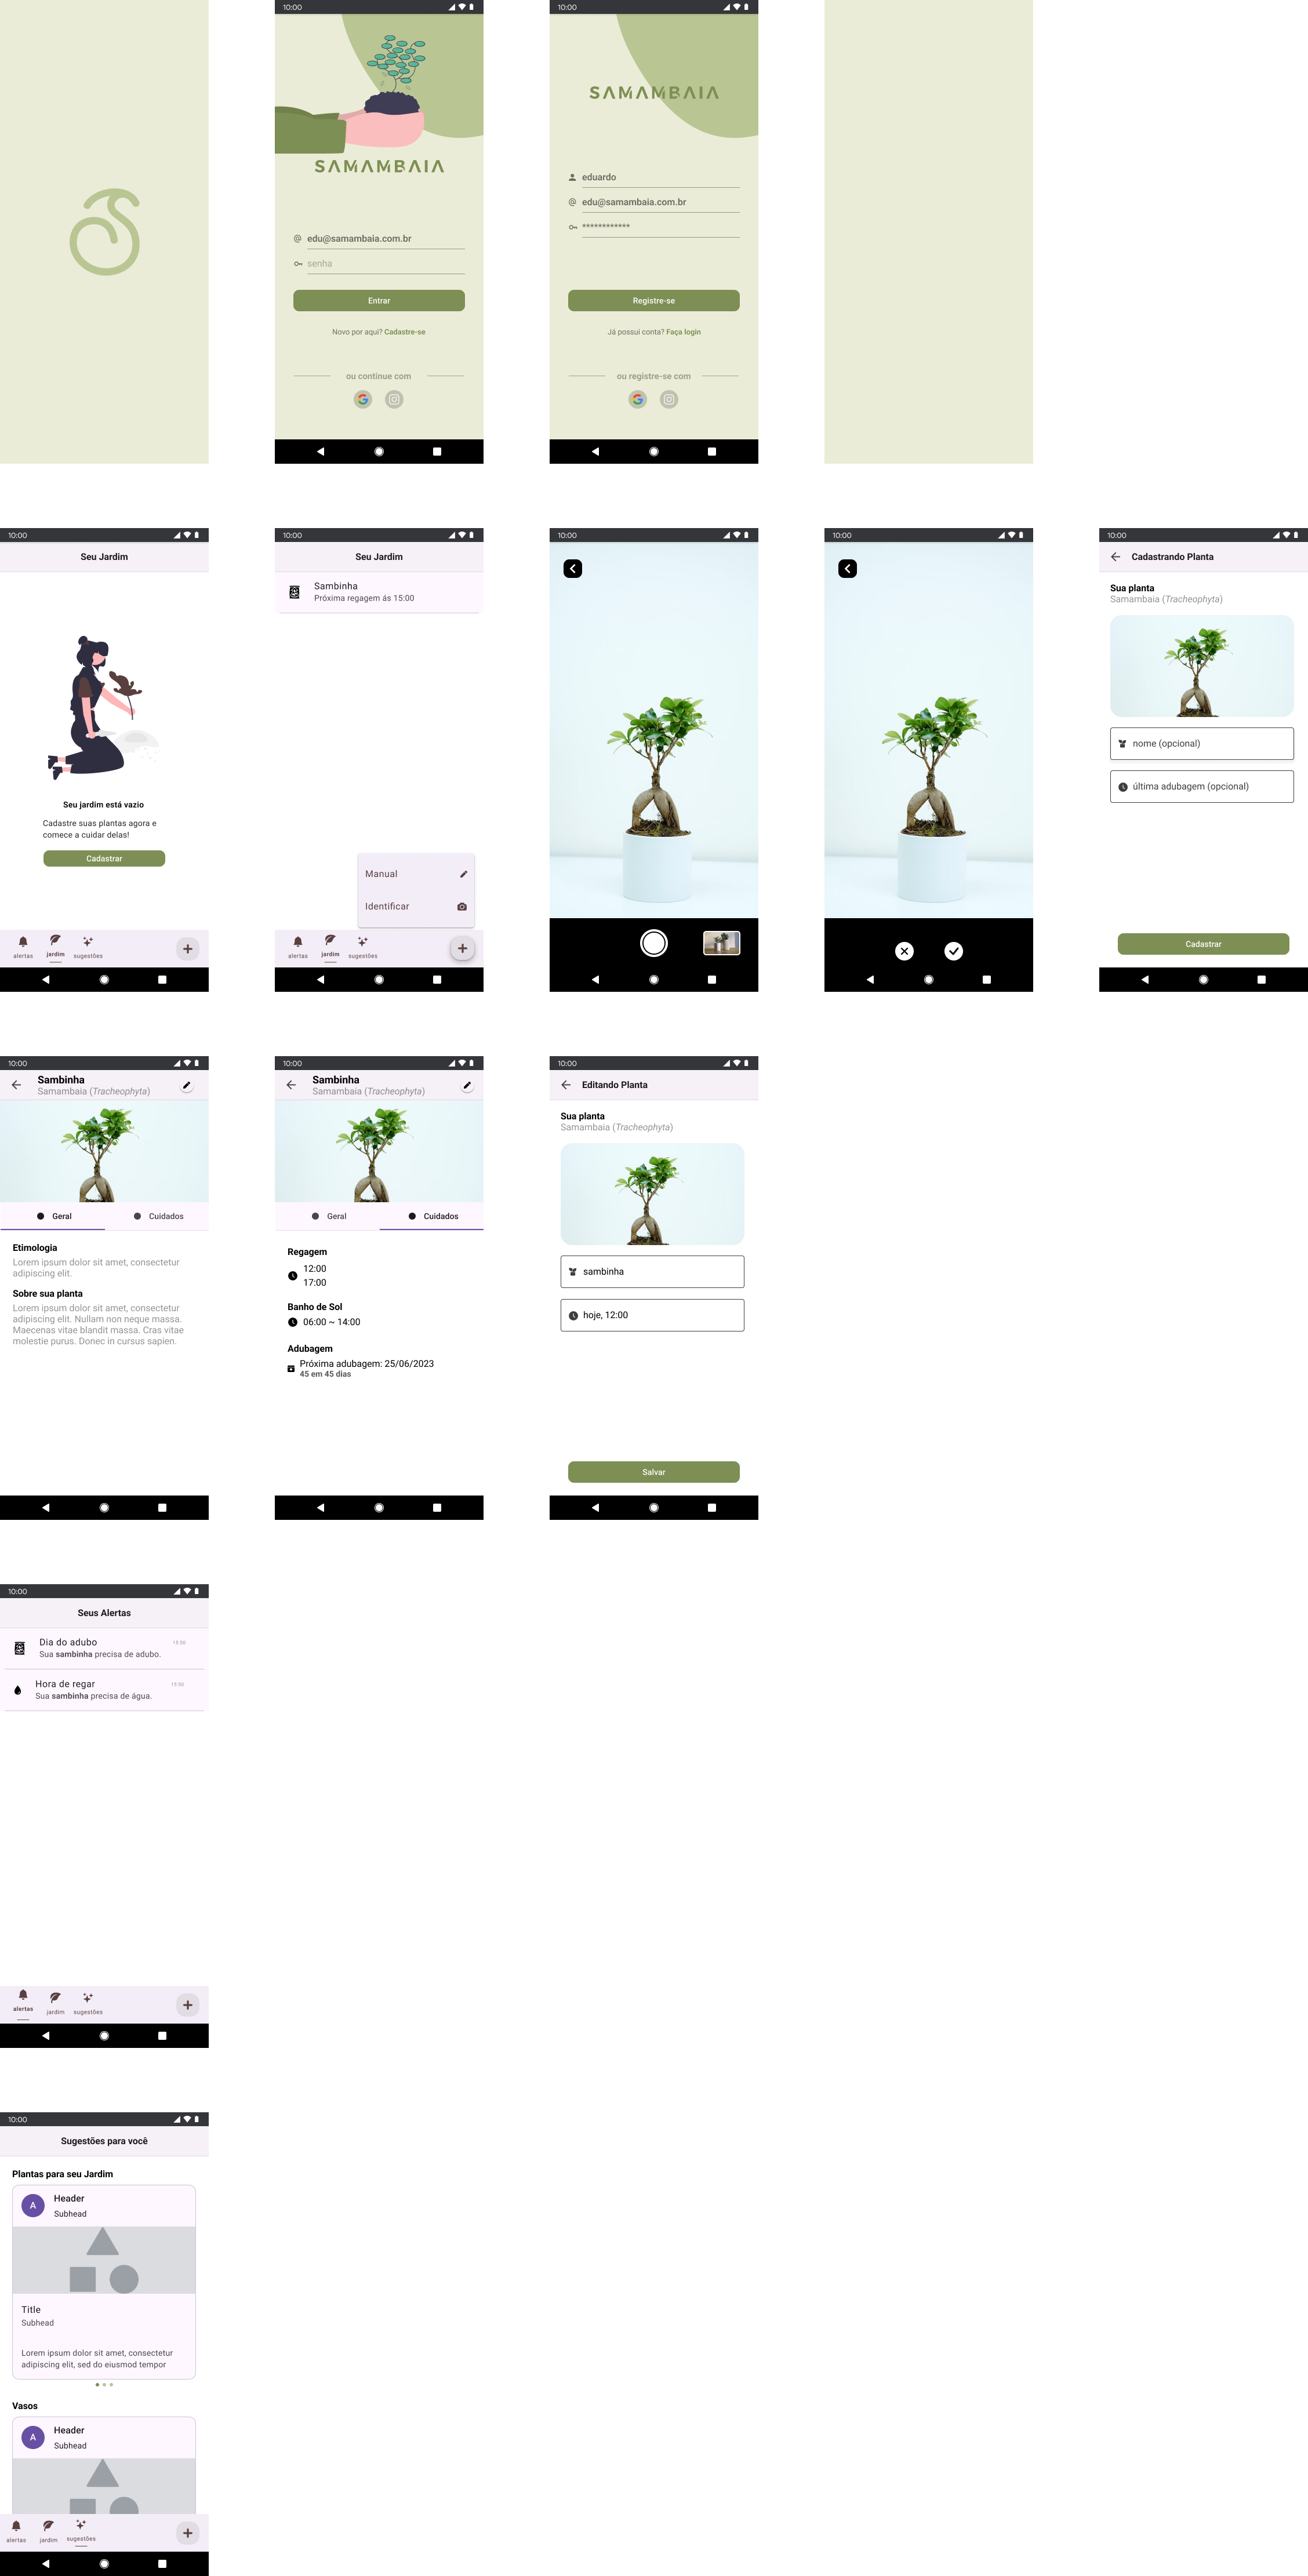 10:00
SAMAMBAIA
edu@samambaia.com.br
senha
Entrar
Novo por aqui? Cadastre-se
ou continue com
10:00
SAMAMBAIA
eduardo
edu@samambaia.com.br
************
Registre-se
Já possui conta? Faça login
ou registre-se com
10:00
Seu Jardim
Seu jardim está vazio
Cadastre suas plantas agora e
comece a cuidar delas!
Cadastrar
alertas
jardim
sugestões
10:00
Seu Jardim
Sambinha
Próxima regagem ás 15:00
Manual
Identificar
alertas
jardim
sugestões
10:00
10:00
10:00
Cadastrando Planta
Sua planta
Samambaia (Tracheophyta)
nome (opcional)
última adubagem (opcional)
Cadastrar
10:00
Sambinha
Samambaia (Tracheophyta)
Geral
Cuidados
Etimologia
Lorem ipsum dolor sit amet, consectetur
adipiscing elit.
Sobre sua planta
Lorem ipsum dolor sit amet, consectetur
adipiscing elit. Nullam non neque massa.
Maecenas vitae blandit massa. Cras vitae
molestie purus. Donec in cursus sapien.
10:00
Sambinha
Samambaia (Tracheophyta)
Geral
Cuidados
Regagem
12:00
17:00
Banho de Sol
06:00 ~ 14:00
Adubagem
Próxima adubagem: 25/06/2023
45 em 45 dias
10:00
Editando Planta
Sua planta
Samambaia (Tracheophyta)
sambinha
hoje, 12:00
Salvar
10:00
Seus Alertas
Dia do adubo
15:50
Sua sambinha precisa de adubo.
Hora de regar
15:50
Sua sambinha precisa de água.
alertas
jardim
sugestões
10:00
Sugestões para você
Plantas para seu Jardim
A
Header
Subhead
Title
Subhead
Lorem ipsum dolor sit amet, consectetur
adipiscing elit, sed do eiusmod tempor
Vasos
A
Header
Subhead
alertas
jardim
sugestões